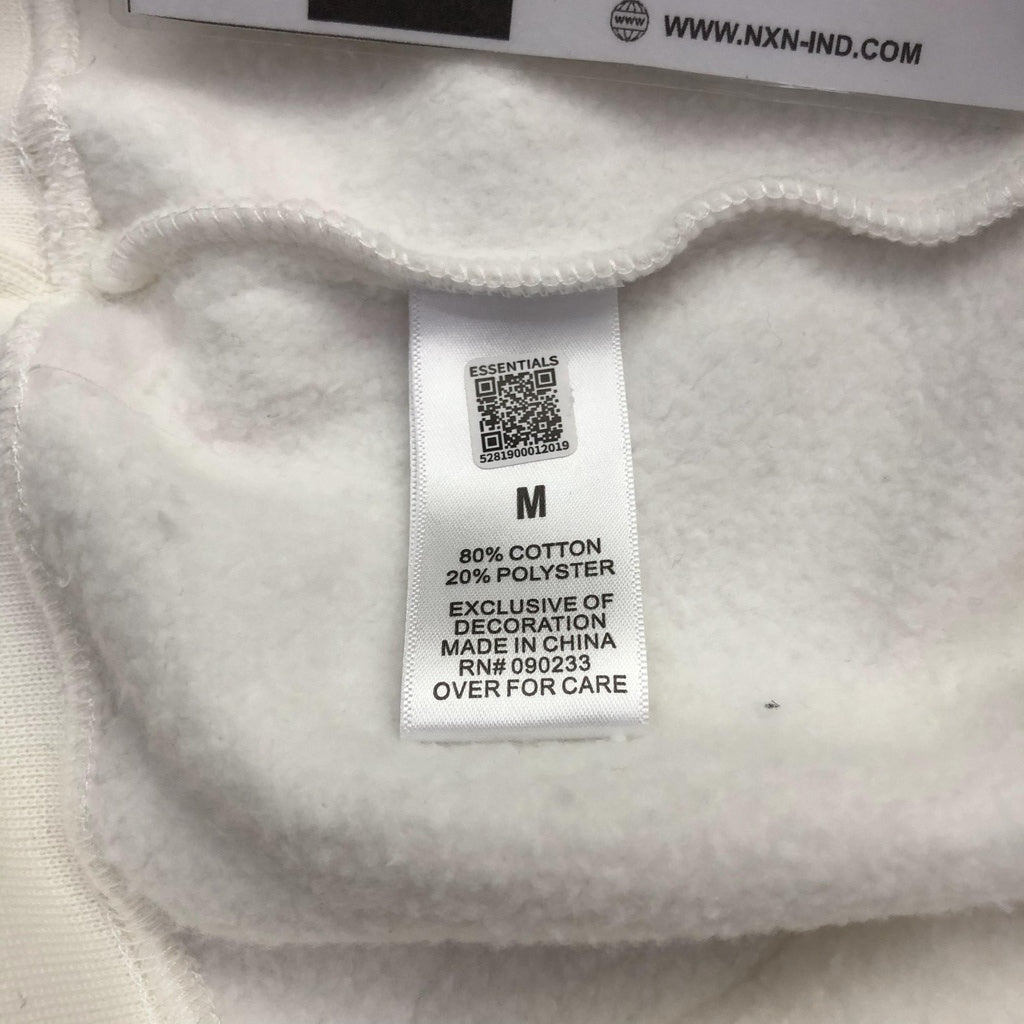 www
WWW.NXN-IND.COM
ESSENTIALS
5281900012019
M
80% COTTON
20% POLYSTER
EXCLUSIVE OF
DECORATION
MADE IN CHINA
RN# 090233
OVER FOR CARE